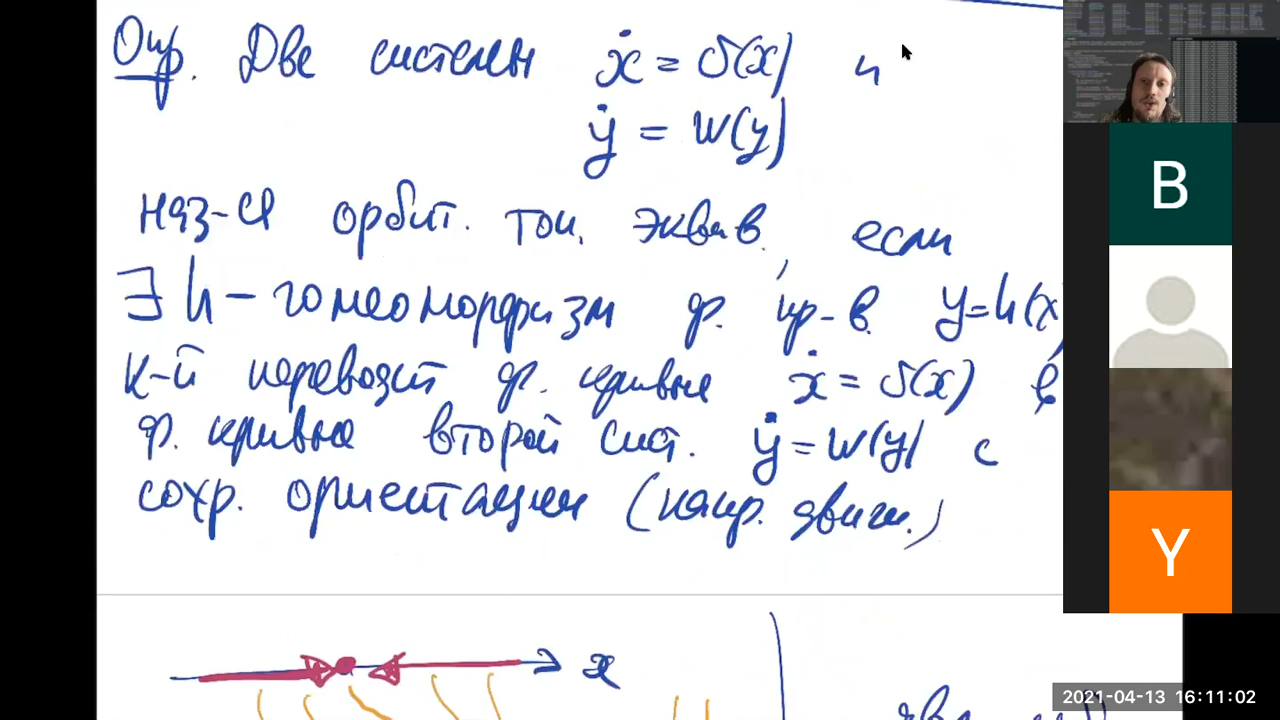 Опр. Две системы ẋ = v(x) и
ẏ = w(y)
наз-ся орбит. топ. эквив., если
∃ h – гомеоморфизм ф. пр-в. y=h(x
к-й переводит ф. кривые ẋ = v(x) в
ф. кривые второй сист. ẏ = w(y) с
сохр. ориентации (напр. движ.)
x
B
Y
2021-04-13 16:11:02